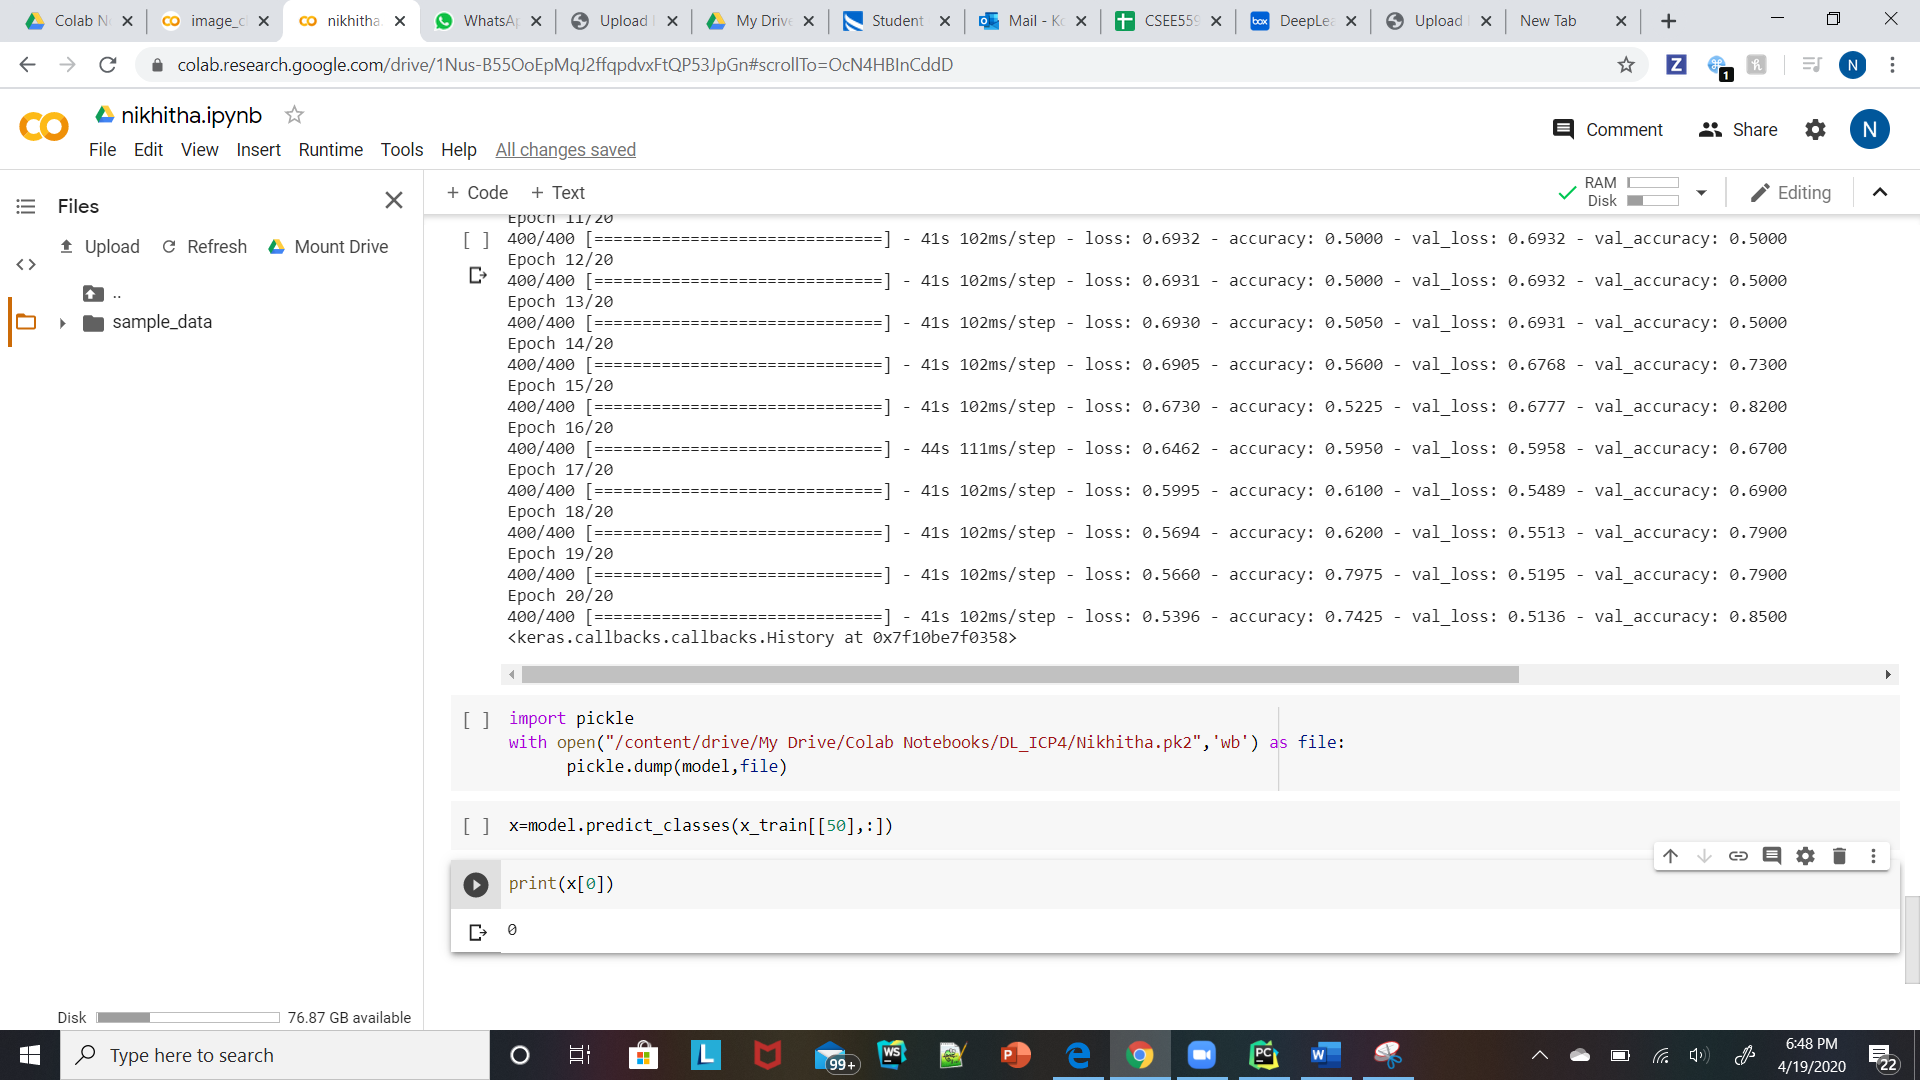 Colab N
image_c
nikhitha.
WhatsAp
Upload
My Drive
Student
Mail - Ko
CSEE559
box
DeepLea
Upload
New Tab
colab.research.google.com/drive/1Nus-B55OoEpMqJ2ffqpdvxFtQP53JpGn#scrollTo=OcN4HBInCddD
Z
1
N
nikhitha.ipynb
Comment
Share
N
File Edit View Insert Runtime Tools Help All changes saved
Files
+ Code + Text
RAM
Disk
Editing
Upload Refresh Mount Drive
..
sample_data
Epoch 11/20
[ ] 400/400 [==============================] - 41s 102ms/step - loss: 0.6932 - accuracy: 0.5000 - val_loss: 0.6932 - val_accuracy: 0.5000
Epoch 12/20
400/400 [==============================] - 41s 102ms/step - loss: 0.6931 - accuracy: 0.5000 - val_loss: 0.6932 - val_accuracy: 0.5000
Epoch 13/20
400/400 [==============================] - 41s 102ms/step - loss: 0.6930 - accuracy: 0.5050 - val_loss: 0.6931 - val_accuracy: 0.5000
Epoch 14/20
400/400 [==============================] - 41s 102ms/step - loss: 0.6905 - accuracy: 0.5600 - val_loss: 0.6768 - val_accuracy: 0.7300
Epoch 15/20
400/400 [==============================] - 41s 102ms/step - loss: 0.6730 - accuracy: 0.5225 - val_loss: 0.6777 - val_accuracy: 0.8200
Epoch 16/20
400/400 [==============================] - 44s 111ms/step - loss: 0.6462 - accuracy: 0.5950 - val_loss: 0.5958 - val_accuracy: 0.6700
Epoch 17/20
400/400 [==============================] - 41s 102ms/step - loss: 0.5995 - accuracy: 0.6100 - val_loss: 0.5489 - val_accuracy: 0.6900
Epoch 18/20
400/400 [==============================] - 41s 102ms/step - loss: 0.5694 - accuracy: 0.6200 - val_loss: 0.5513 - val_accuracy: 0.7900
Epoch 19/20
400/400 [==============================] - 41s 102ms/step - loss: 0.5660 - accuracy: 0.7975 - val_loss: 0.5195 - val_accuracy: 0.7900
Epoch 20/20
400/400 [==============================] - 41s 102ms/step - loss: 0.5396 - accuracy: 0.7425 - val_loss: 0.5136 - val_accuracy: 0.8500
<keras.callbacks.callbacks.History at 0x7f10be7f0358>
[ ] import pickle
with open("/content/drive/My Drive/Colab Notebooks/DL_ICP4/Nikhitha.pk2",'wb') as file:
pickle.dump(model,file)
[ ] x=model.predict_classes(x_train[[50],:])
print(x[0])
0
Disk 76.87 GB available
Type here to search
L
99+
WS
P
PC
W
6:48 PM
4/19/2020
22